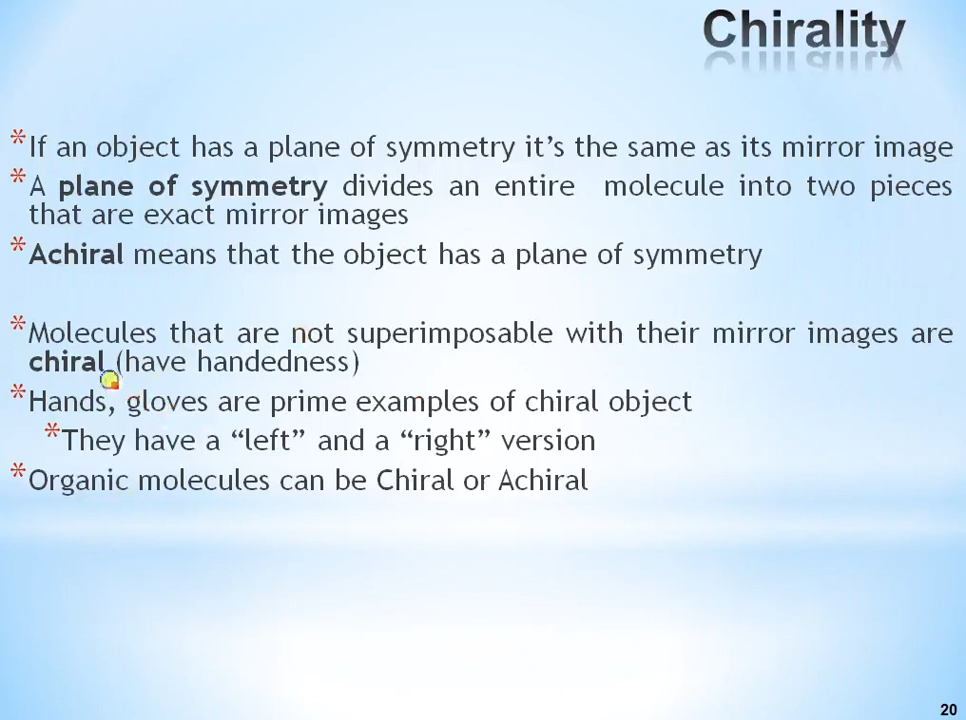 Chirality
* If an object has a plane of symmetry it’s the same as its mirror image
* A plane of symmetry divides an entire molecule into two pieces
that are exact mirror images
* Achiral means that the object has a plane of symmetry
* Molecules that are not superimposable with their mirror images are
chiral (have handedness)
* Hands, gloves are prime examples of chiral object
* They have a “left” and a “right” version
* Organic molecules can be Chiral or Achiral
20